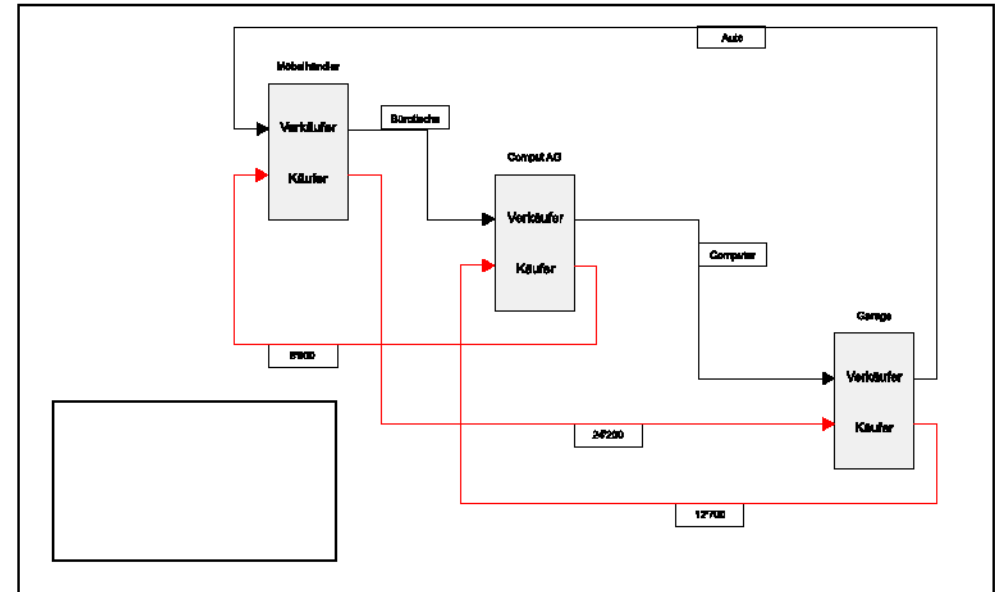 Auto
Möbelhändler
Verkäufer
Bürotische
Käufer
Comput AG
Verkäufer
Computer
Käufer
Garage
Verkäufer
24'200
Käufer
12'700